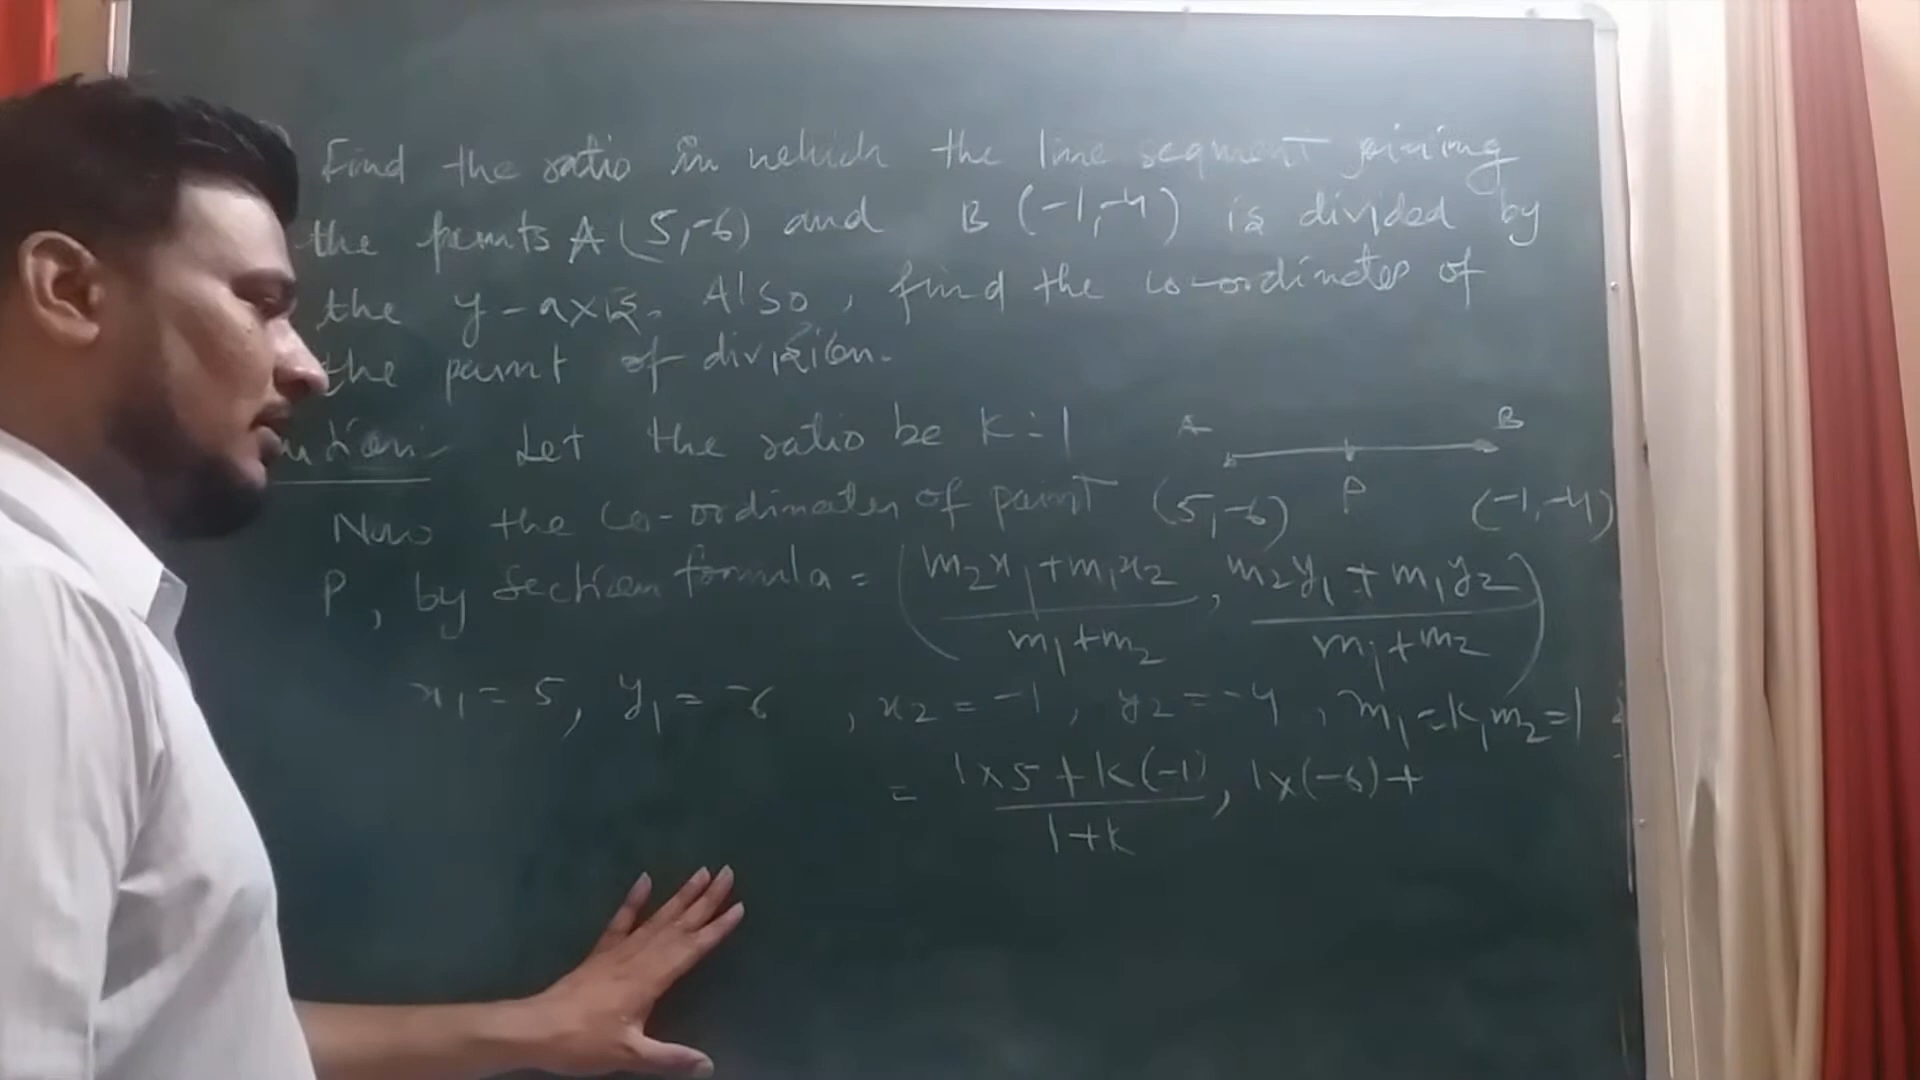 Find the ratio in which the line segment joining
the points A (5,-6) and B (-1,-4) is divided by
the y-axis. Also, find the co-ordinates of
the point of division.
ution:- Let the ratio be K:1
A B
Now the co-ordinates of point (5,-6) P (-1,-4)
P, by section formula = (m2x1+m1x2 / m1+m2, m2y1+m1y2 / m1+m2)
x1 = 5, y1 = -6, x2 = -1, y2 = -4, m1=k, m2=1
= 1x5+k(-1) / 1+k, 1x(-6)+